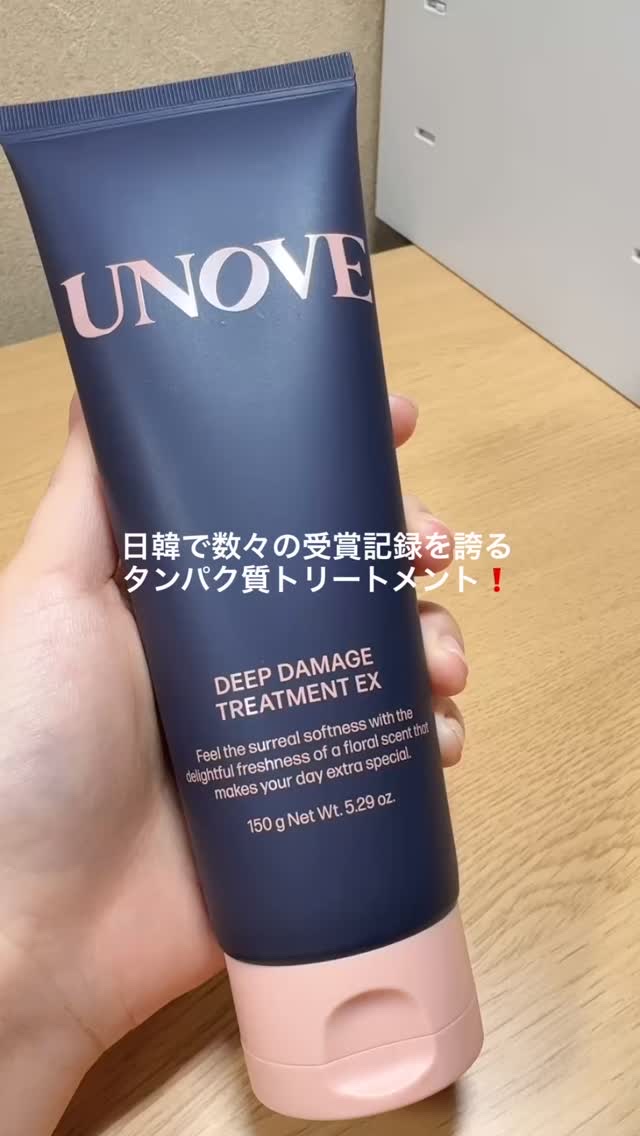 UNOVE
日韓で数々の受賞記録を誇る
タンパク質トリートメント❗
DEEP DAMAGE
TREATMENT EX
Feel the surreal softness with the
delightful freshness of a floral scent that
makes your day extra special.
150 g Net Wt. 5.29 oz.